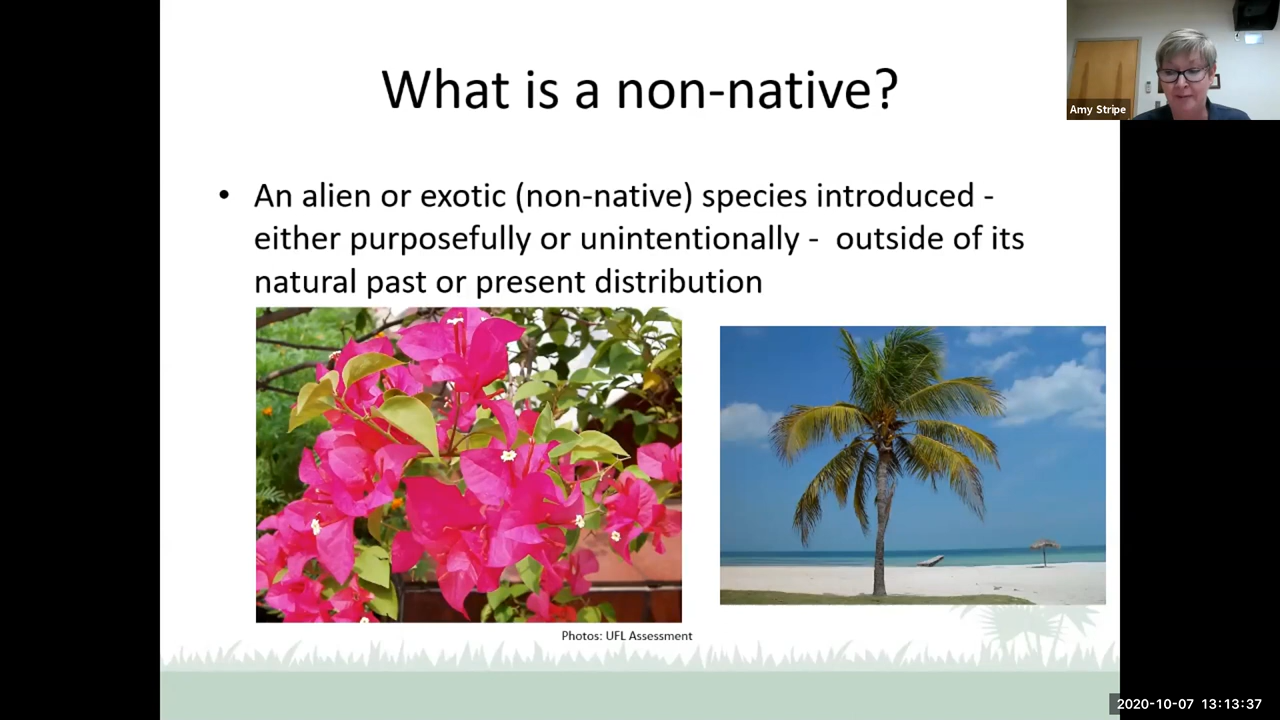 What is a non-native?
Amy Stripe
• An alien or exotic (non-native) species introduced -
either purposefully or unintentionally -  outside of its
natural past or present distribution
Photos: UFL Assessment
2020-10-07 13:13:37